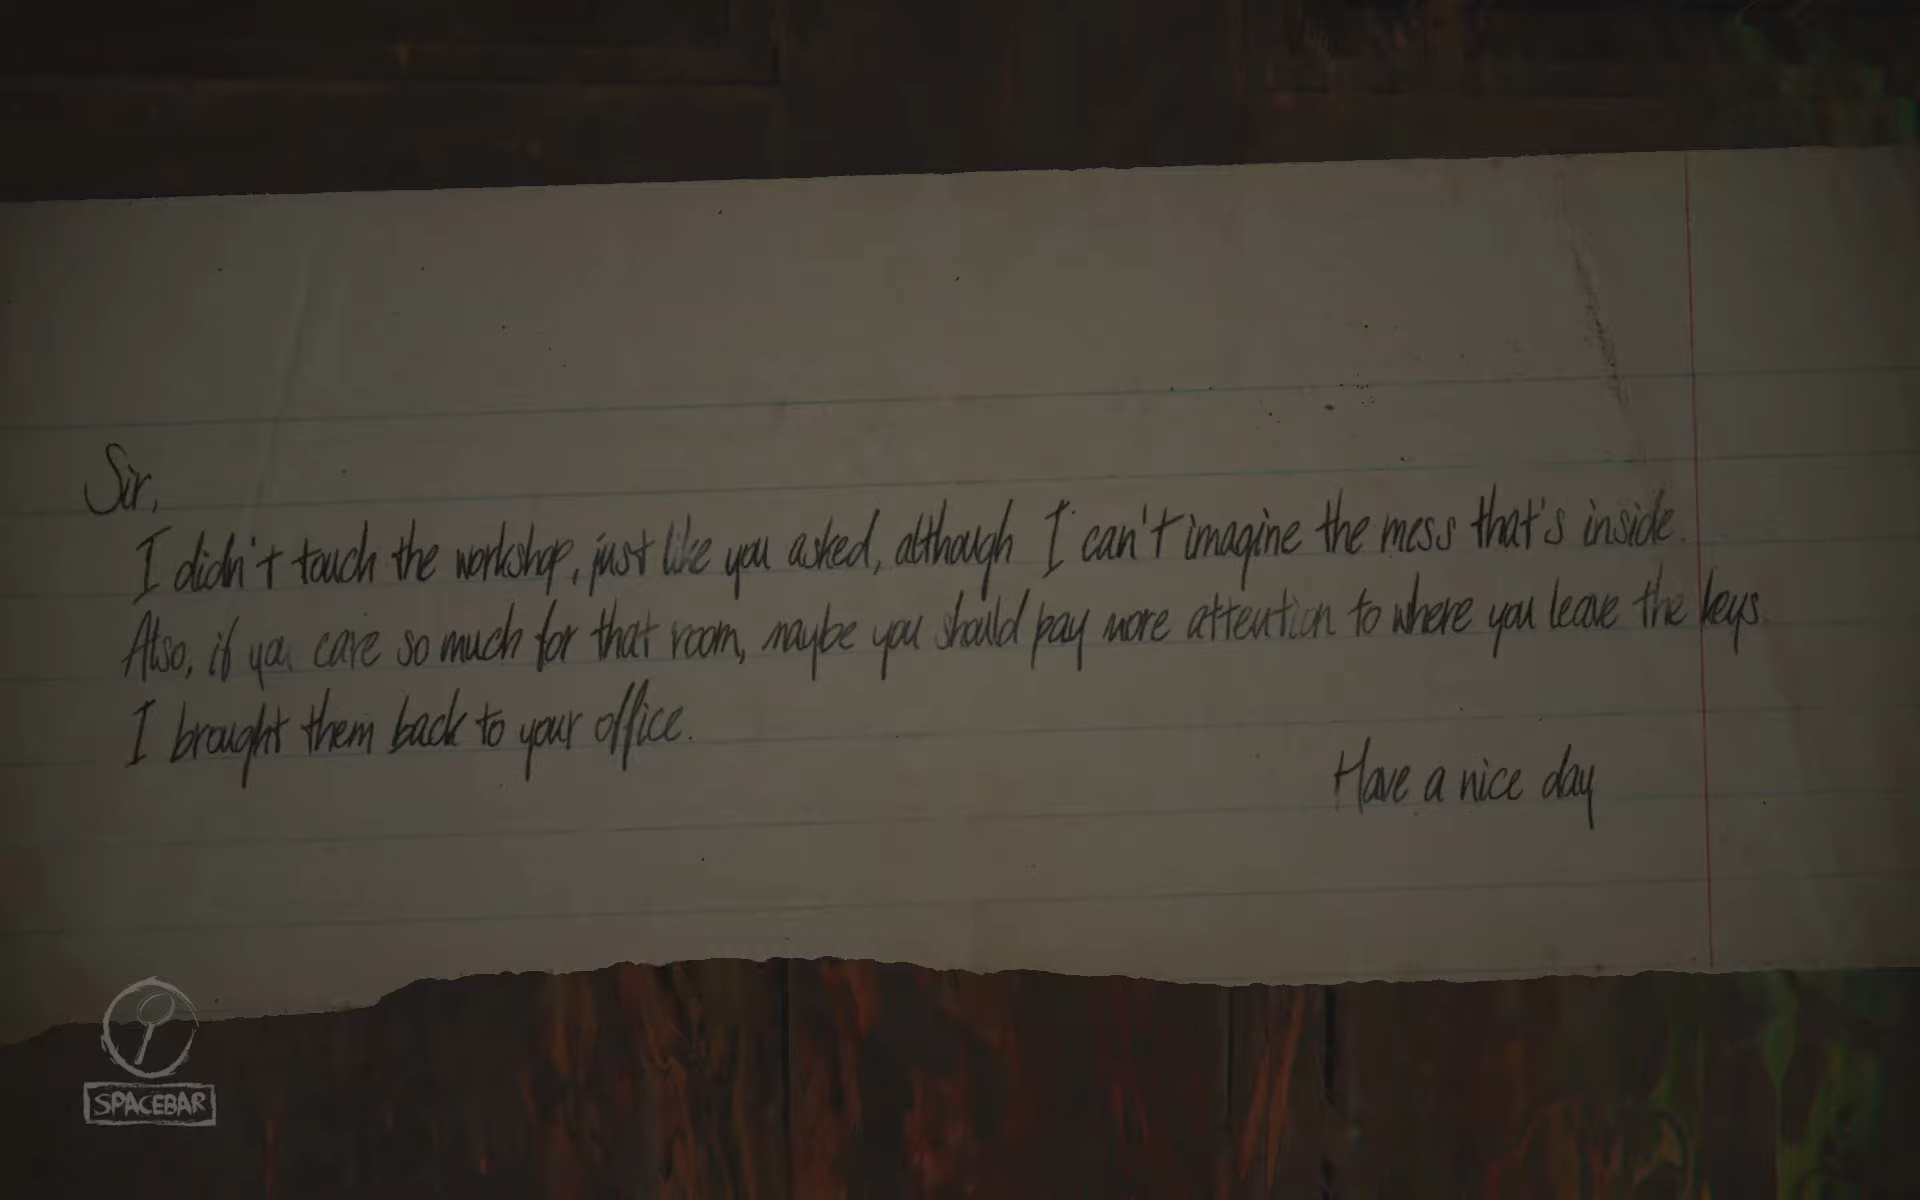 Sir,
I didn't touch the workshop, just like you asked, although I can't imagine the mess that's inside.
Also, if you care so much for that room, maybe you should pay more attention to where you leave the keys.
I brought them back to your office.
Have a nice day
SPACEBAR